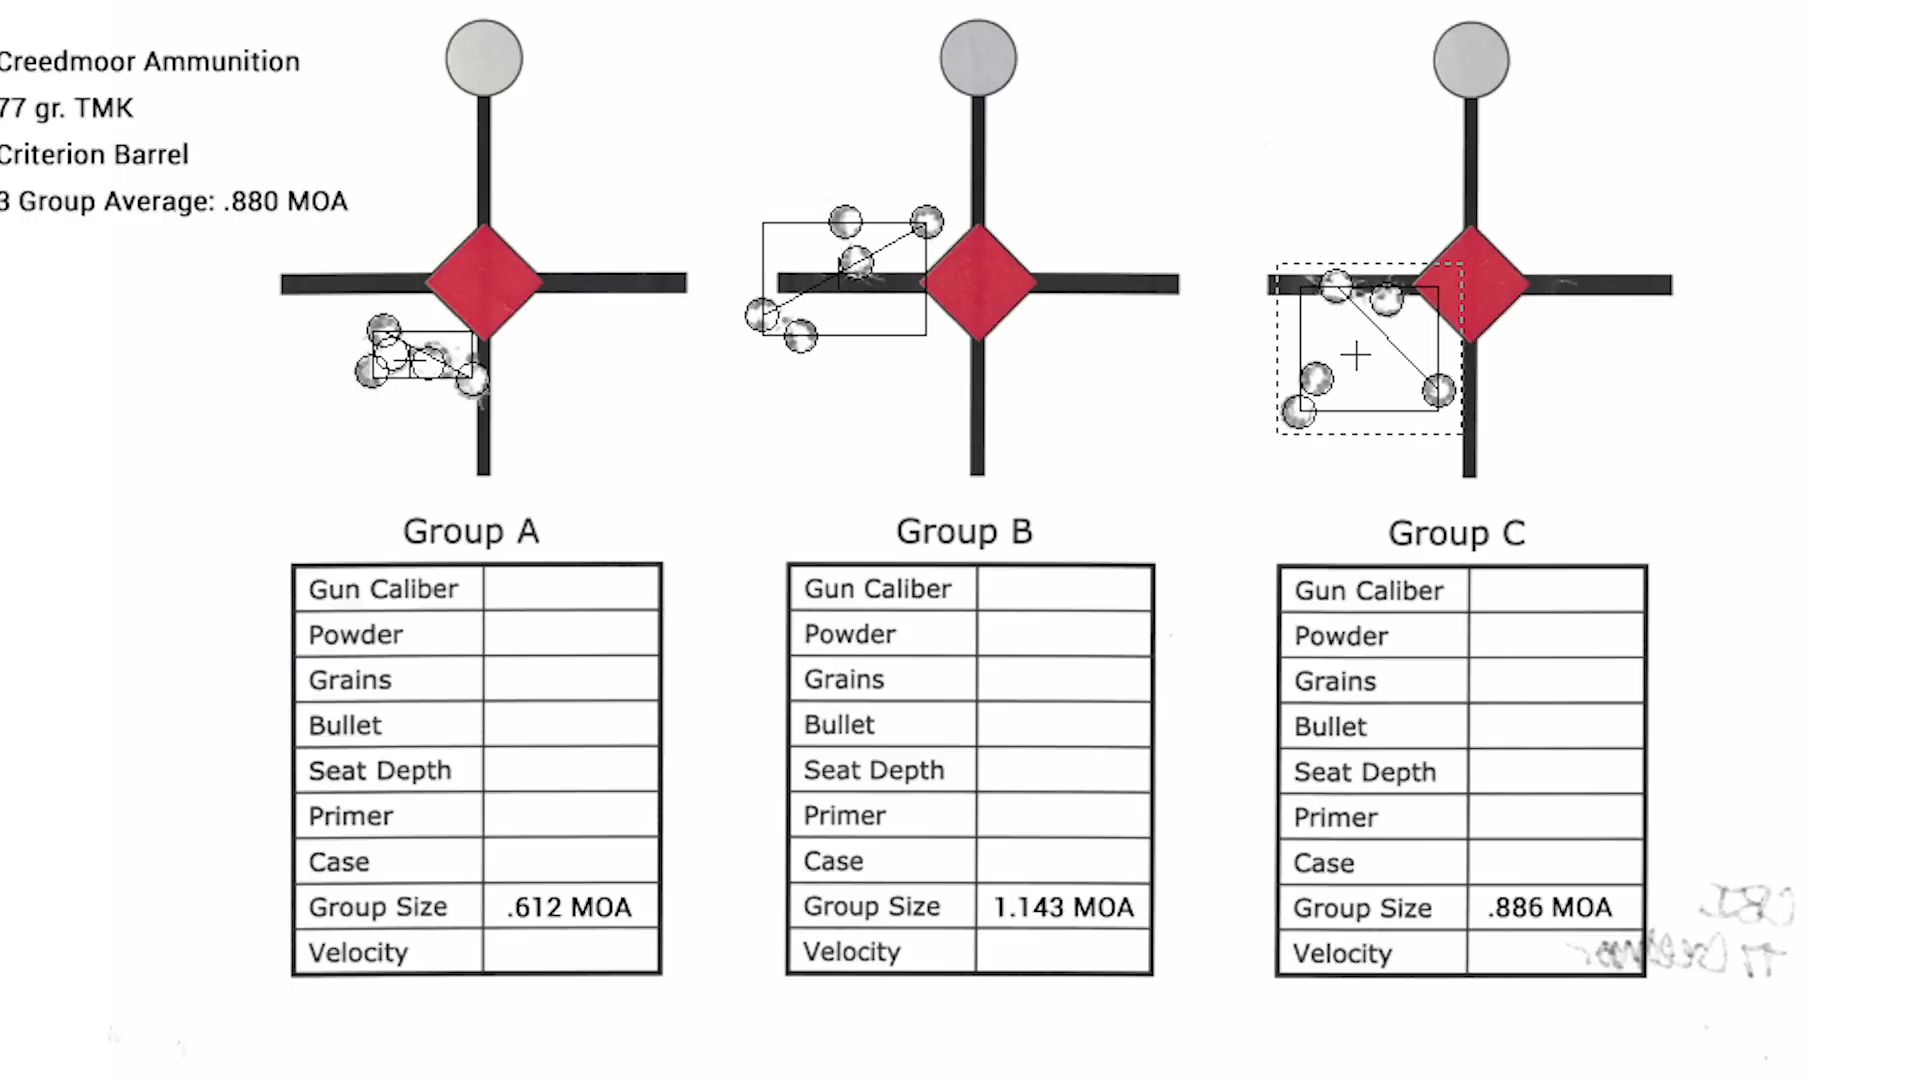 Creedmoor Ammunition
77 gr. TMK
Criterion Barrel
3 Group Average: .880 MOA
Group A
Gun Caliber
Powder
Grains
Bullet
Seat Depth
Primer
Case
Group Size .612 MOA
Velocity
Group B
Gun Caliber
Powder
Grains
Bullet
Seat Depth
Primer
Case
Group Size 1.143 MOA
Velocity
Group C
Gun Caliber
Powder
Grains
Bullet
Seat Depth
Primer
Case
Group Size .886 MOA
Velocity